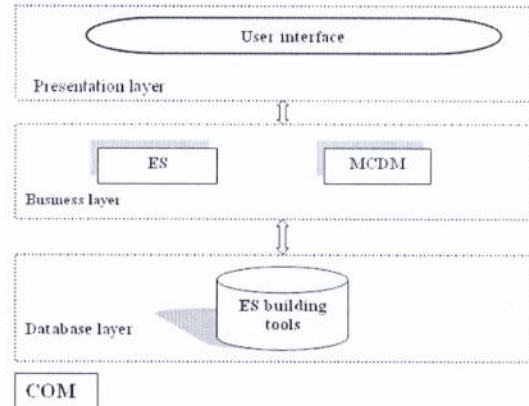 User interface
Presentation layer
ES
MCDM
Business layer
ES building
tools
Database layer
COM